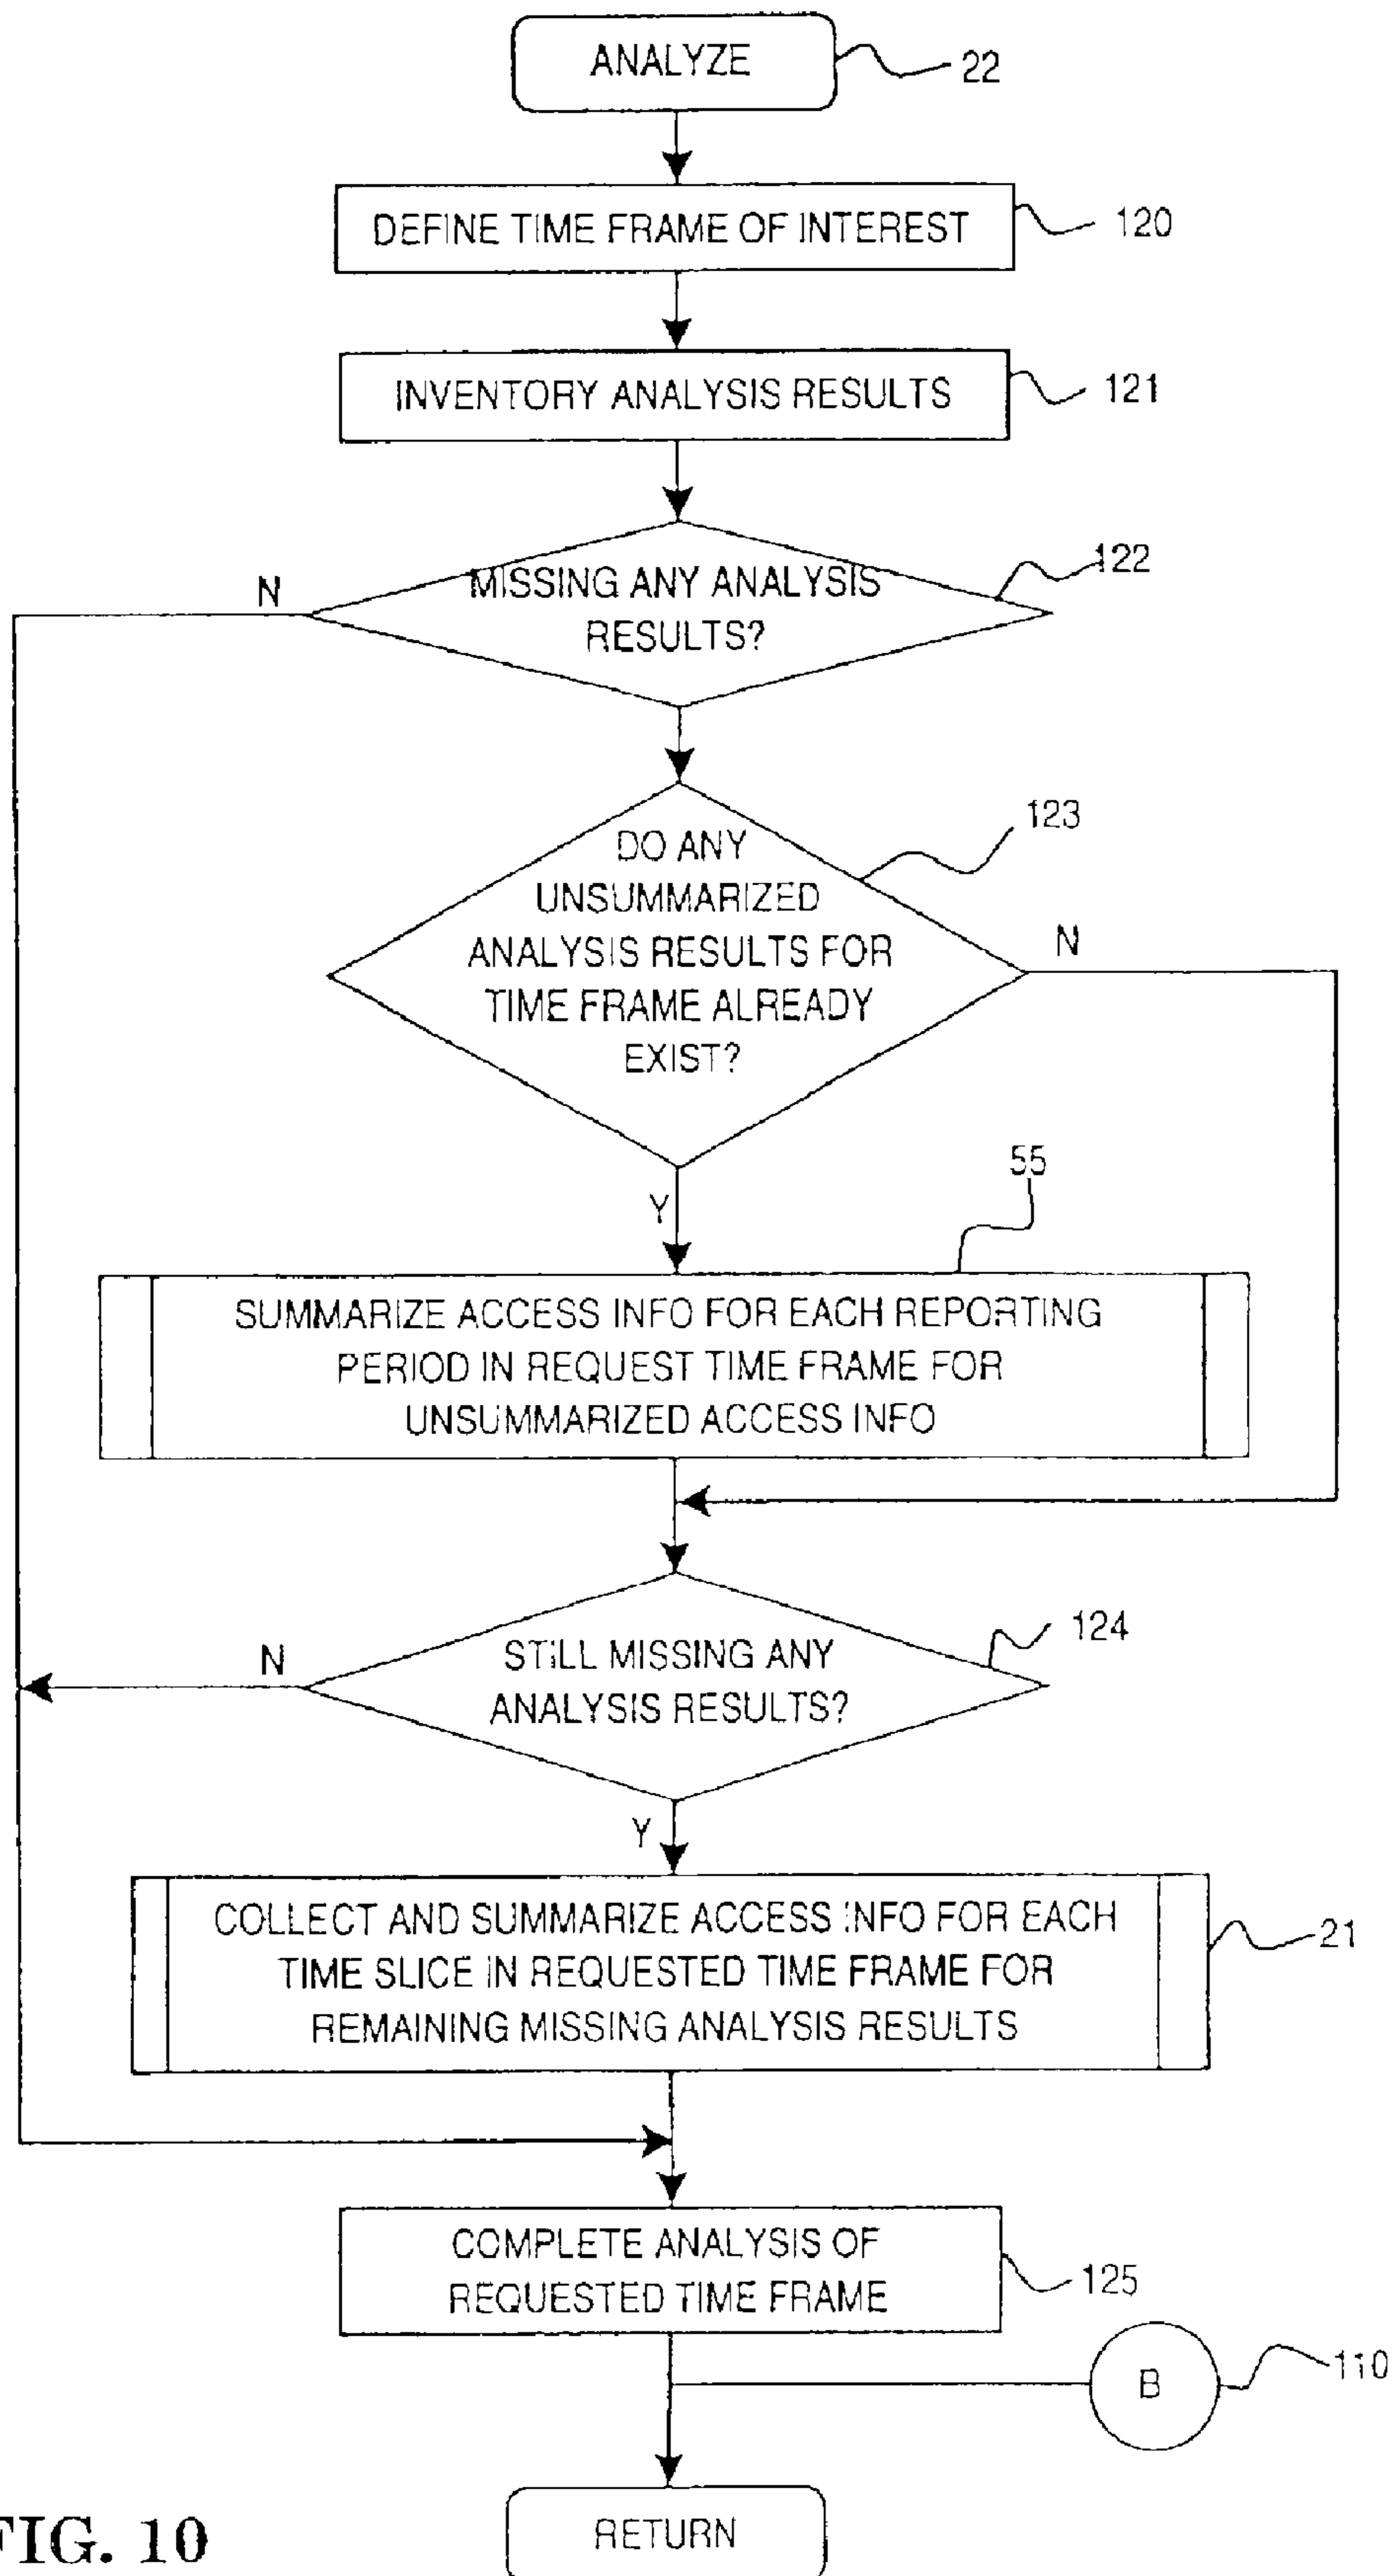 ANALYZE
22
DEFINE TIME FRAME OF INTEREST
120
INVENTORY ANALYSIS RESULTS
121
MISSING ANY ANALYSIS
RESULTS?
122
N
DO ANY
UNSUMMARIZED
ANALYSIS RESULTS FOR
TIME FRAME ALREADY
EXIST?
123
N
Y
55
SUMMARIZE ACCESS INFO FOR EACH REPORTING
PERIOD IN REQUEST TIME FRAME FOR
UNSUMMARIZED ACCESS INFO
STILL MISSING ANY
ANALYSIS RESULTS?
124
N
Y
COLLECT AND SUMMARIZE ACCESS INFO FOR EACH
TIME SLICE IN REQUESTED TIME FRAME FOR
REMAINING MISSING ANALYSIS RESULTS
21
COMPLETE ANALYSIS OF
REQUESTED TIME FRAME
125
B
110
RETURN
FIG. 10